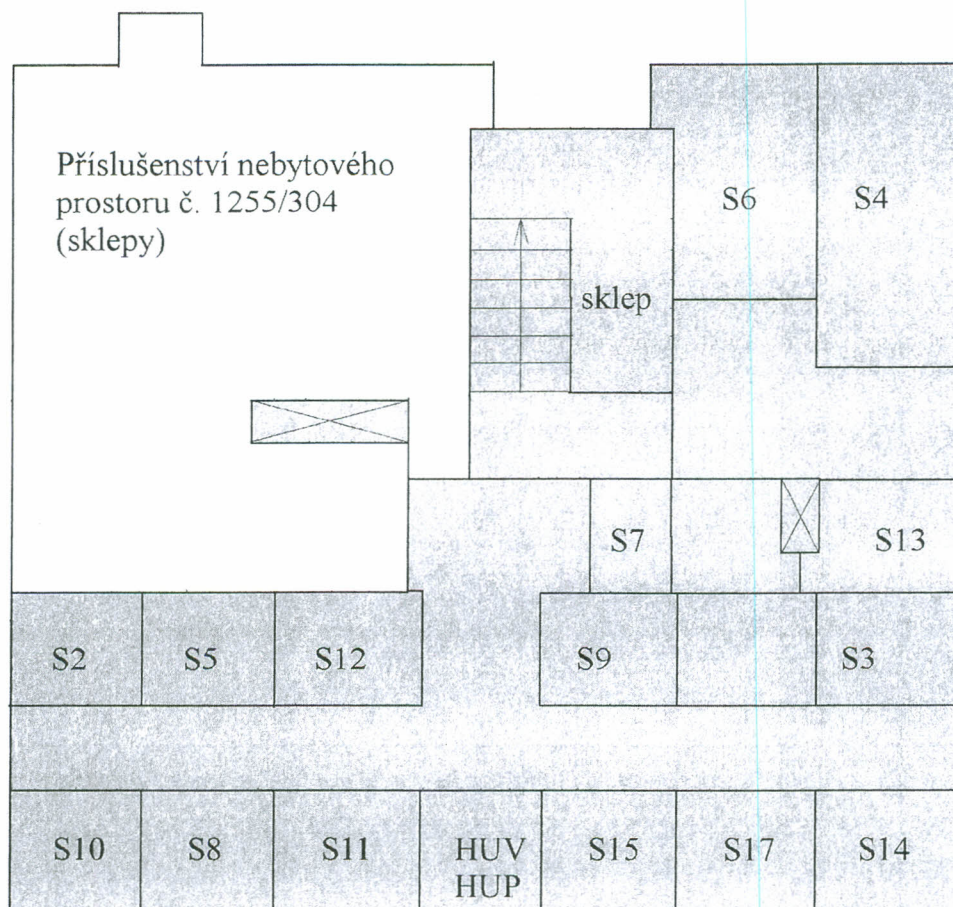 Příslušenství nebytového
prostoru č. 1255/304
(sklepy)
S6
S4
sklep
S7
S13
S2
S5
S12
S9
S3
S10
S8
S11
HUV
HUP
S15
S17
S14